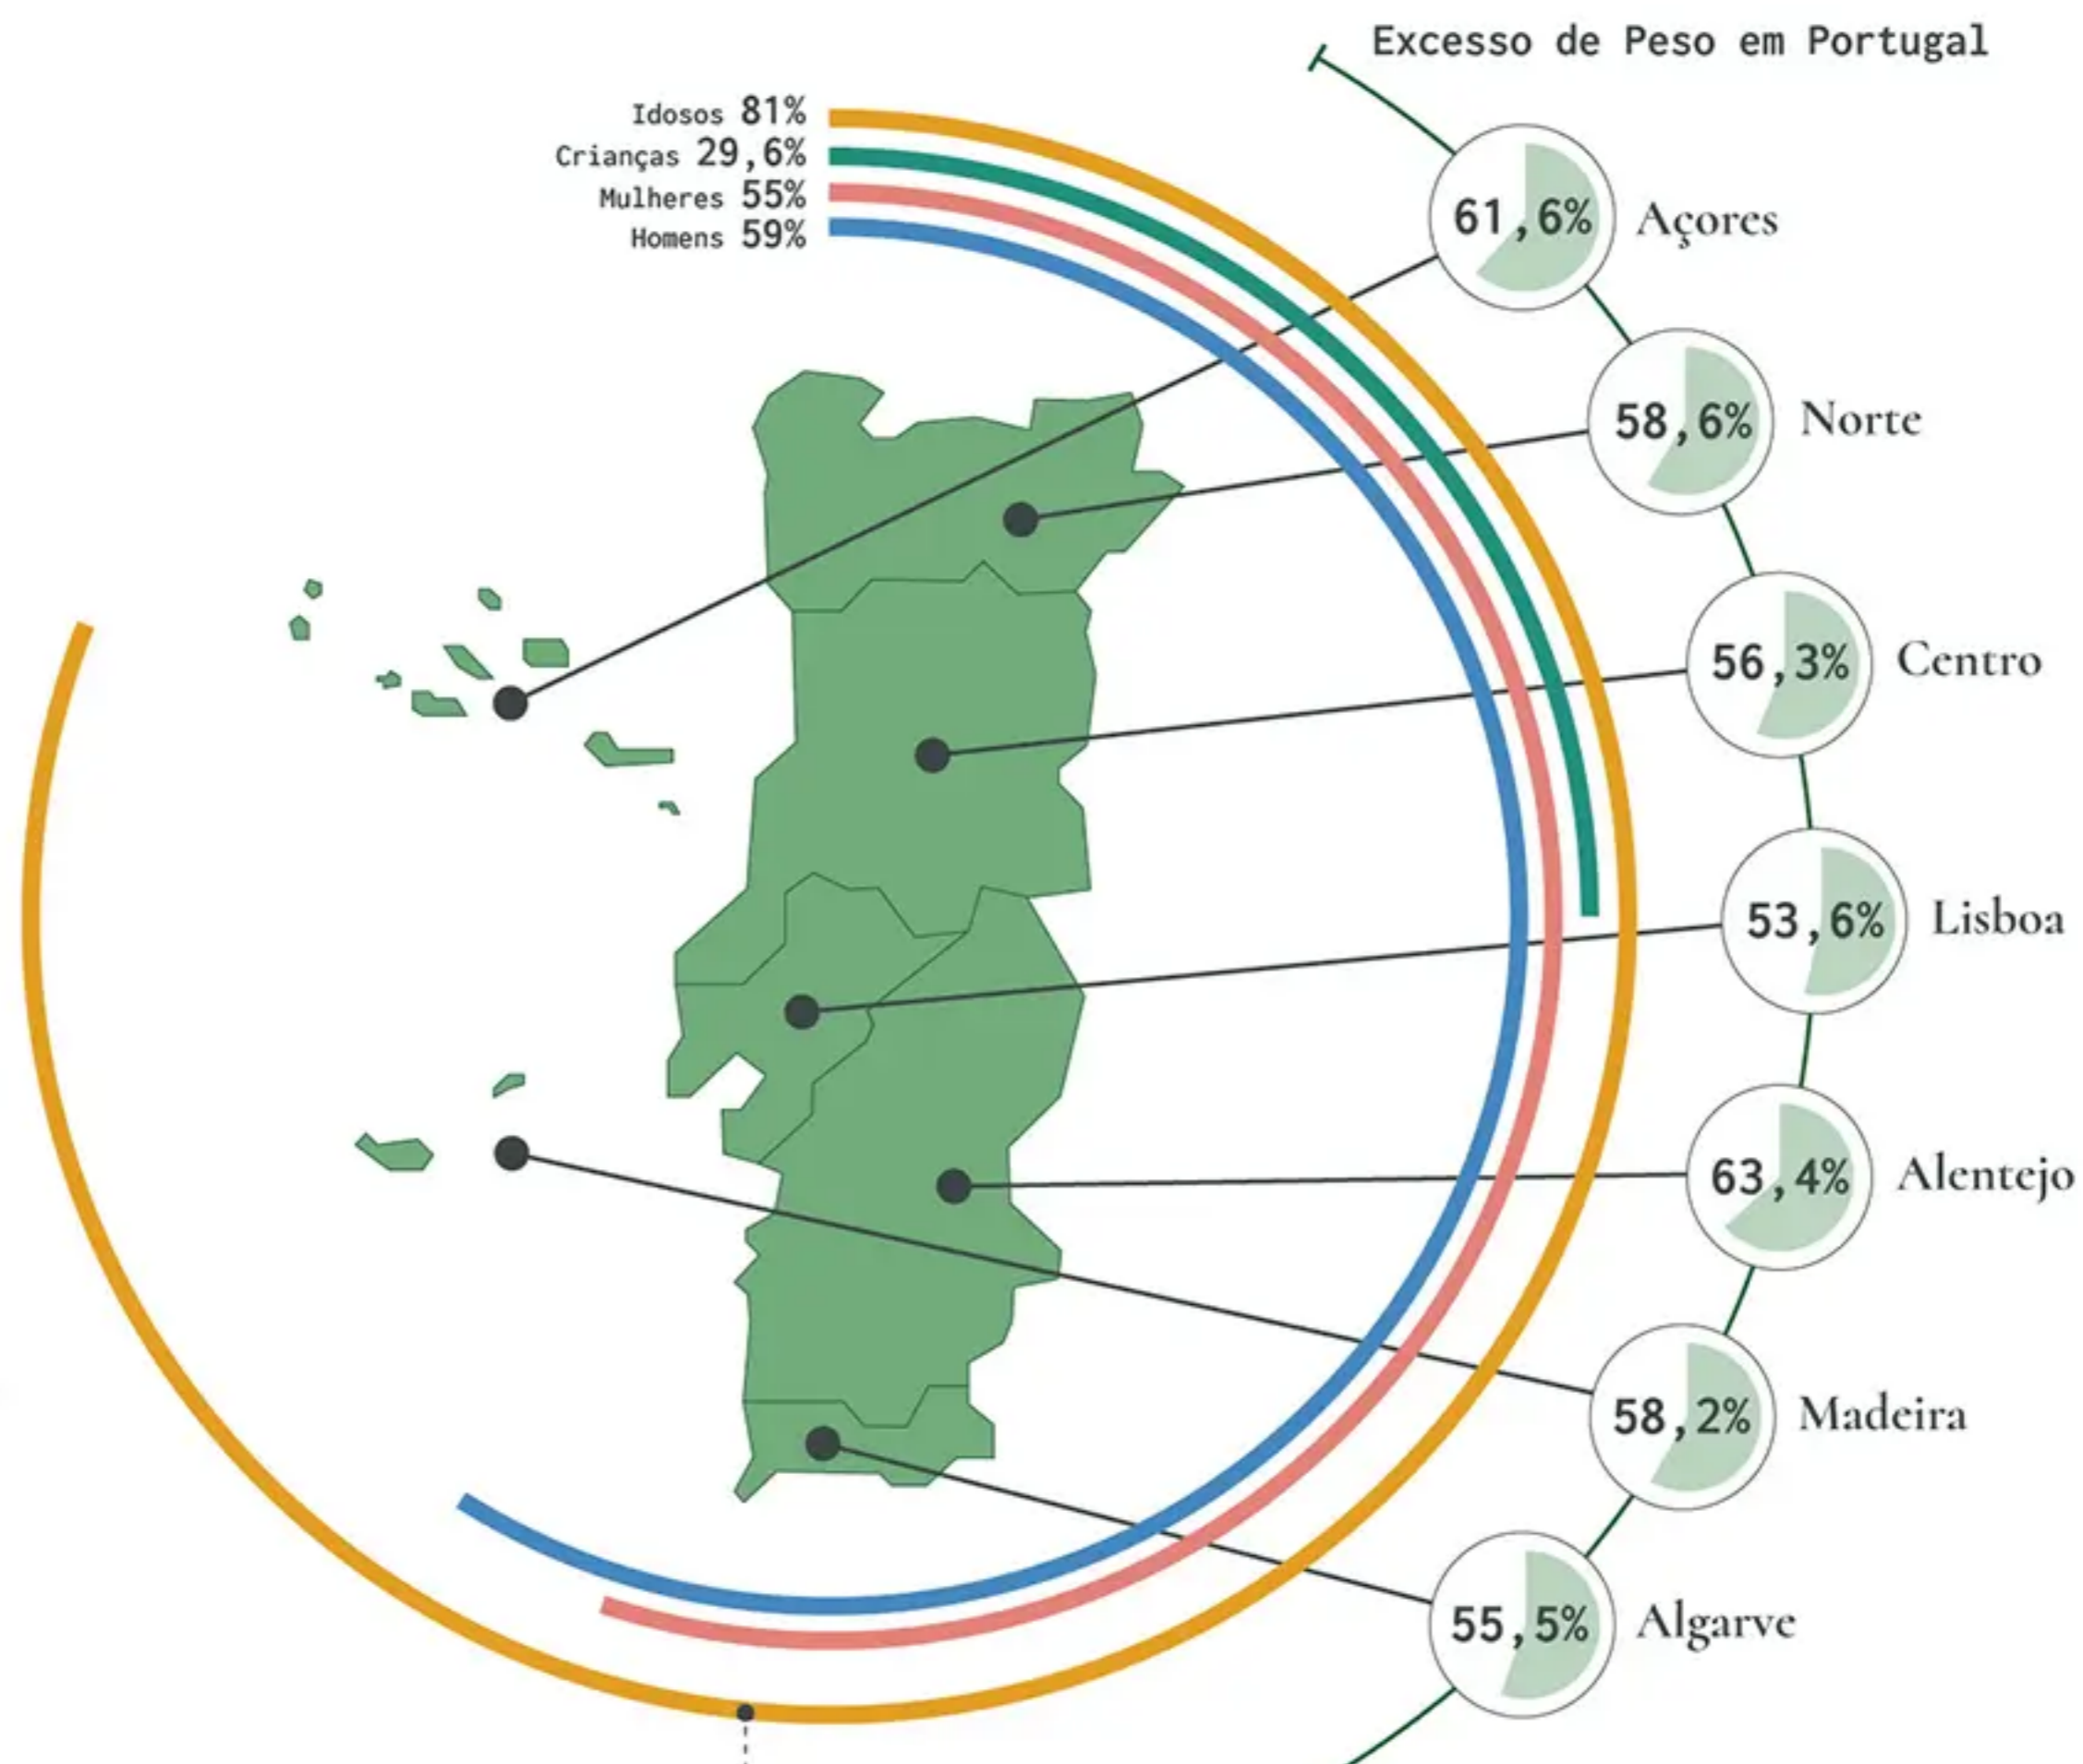 Excesso de Peso em Portugal
Idosos 81%
Crianças 29,6%
Mulheres 55%
Homens 59%
61,6% Açores
58,6% Norte
56,3% Centro
53,6% Lisboa
63,4% Alentejo
58,2% Madeira
55,5% Algarve